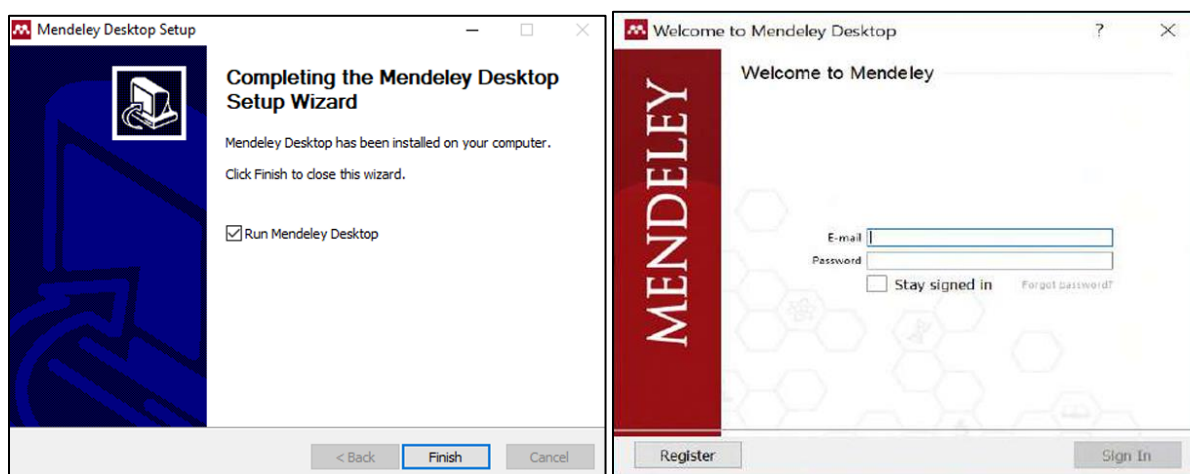 Mendeley Desktop Setup
Completing the Mendeley Desktop
Setup Wizard
Mendeley Desktop has been installed on your computer.
Click Finish to close this wizard.
Run Mendeley Desktop
< Back
Finish
Cancel
Welcome to Mendeley Desktop
?
Welcome to Mendeley
MENDELEY
E-mail
Password
Stay signed in
Forgot password?
Register
Sign In